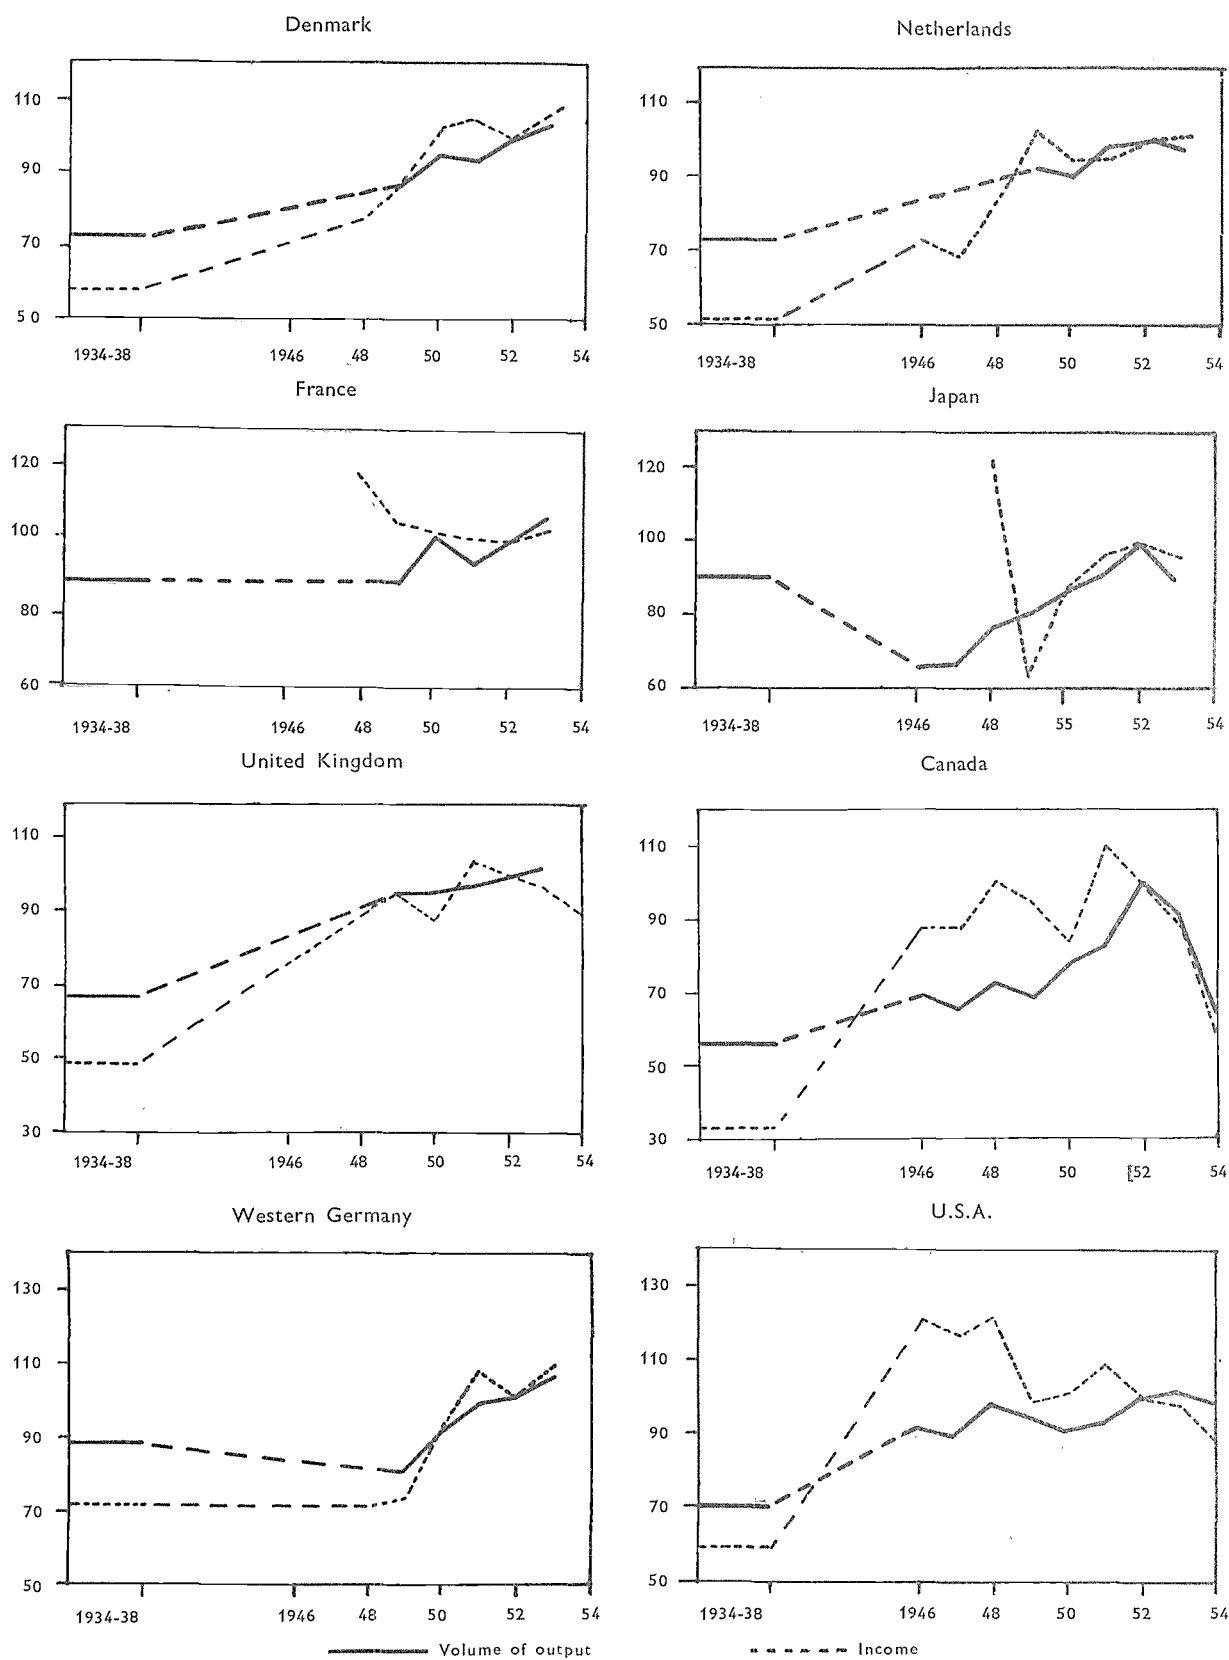 Denmark
110
90
70
50
1934-38 1946 48 50 52 54
Netherlands
110
90
70
50
1934-38 1946 48 50 52 54
France
120
100
80
60
1934-38 1946 48 50 52 54
Japan
120
100
80
60
1934-38 1946 48 55 52 54
United Kingdom
110
90
70
50
30
1934-38 1946 48 50 52 54
Canada
110
90
70
50
30
1934-38 1946 48 50 [52 54
Western Germany
130
110
90
70
50
1934-38 1946 48 50 52 54
U.S.A.
130
110
90
70
50
1934-38 1946 48 50 52 54
Volume of output
Income